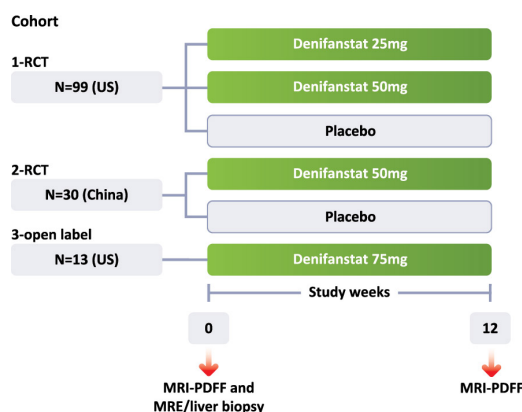 Cohort
1-RCT
N=99 (US)
Denifanstat 25mg
Denifanstat 50mg
Placebo
2-RCT
N=30 (China)
Denifanstat 50mg
Placebo
3-open label
N=13 (US)
Denifanstat 75mg
Study weeks
0
12
MRI-PDFF and
MRE/liver biopsy
MRI-PDFF